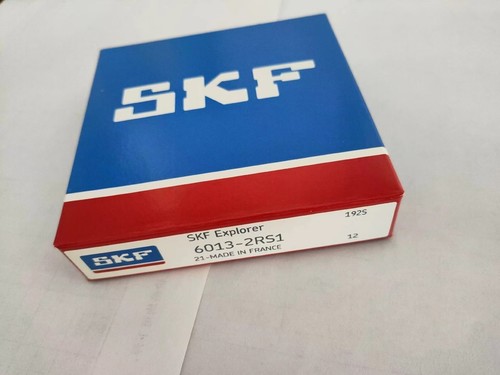 SKF
SKF Explorer 1925
6013-2RS1
21-MADE IN FRANCE 12
SKF